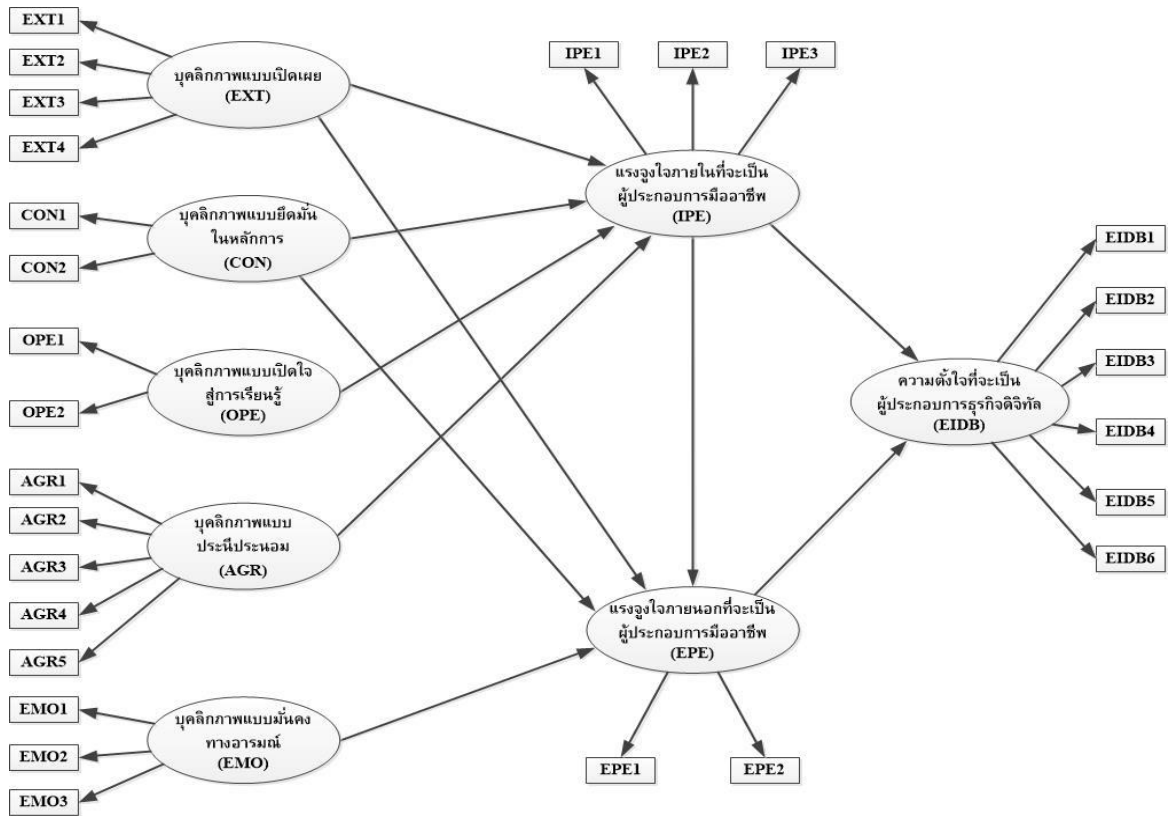 EXT1
EXT2
EXT3
EXT4
บุคลิกภาพแบบเปิดเผย
(EXT)
CON1
CON2
บุคลิกภาพแบบยึดมั่น
ในหลักการ
(CON)
OPE1
OPE2
บุคลิกภาพแบบเปิดใจ
สู่การเรียนรู้
(OPE)
AGR1
AGR2
AGR3
AGR4
AGR5
บุคลิกภาพแบบ
ประนีประนอม
(AGR)
EMO1
EMO2
EMO3
บุคลิกภาพแบบมั่นคง
ทางอารมณ์
(EMO)
IPE1
IPE2
IPE3
แรงจูงใจภายในที่จะเป็น
ผู้ประกอบการมืออาชีพ
(IPE)
แรงจูงใจภายนอกที่จะเป็น
ผู้ประกอบการมืออาชีพ
(EPE)
EPE1
EPE2
ความตั้งใจที่จะเป็น
ผู้ประกอบการธุรกิจดิจิทัล
(EIDB)
EIDB1
EIDB2
EIDB3
EIDB4
EIDB5
EIDB6